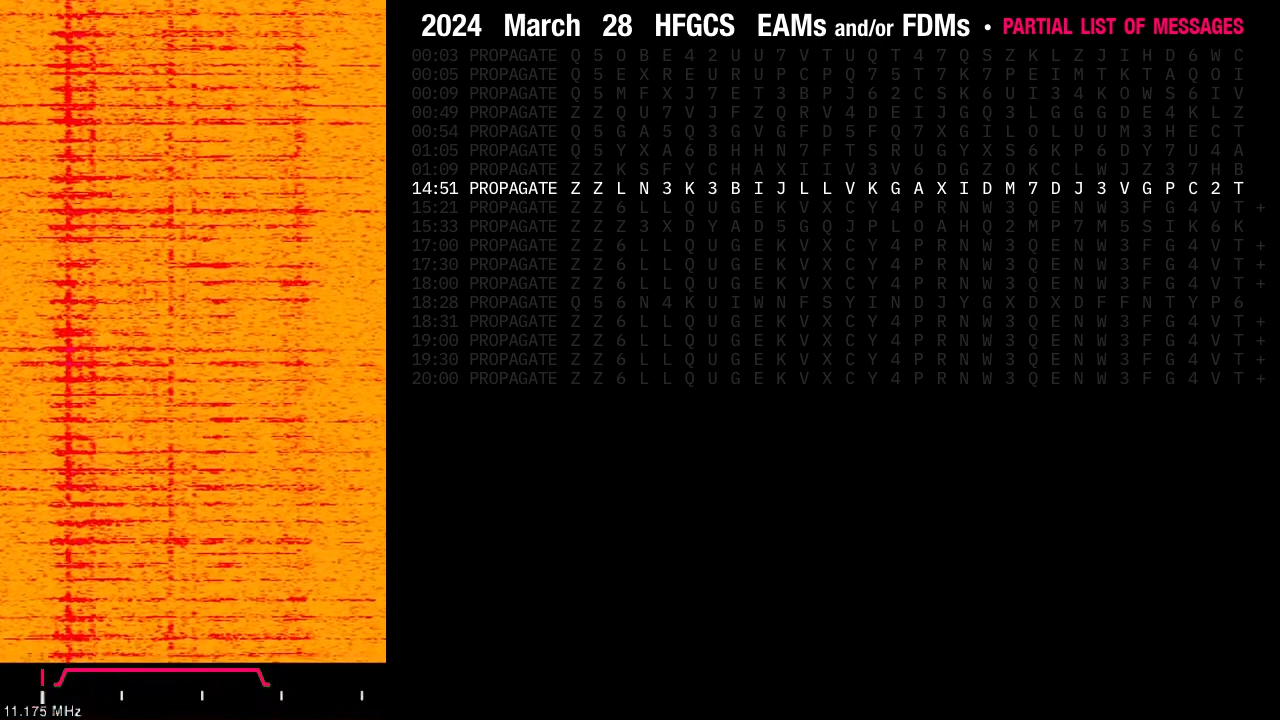 2024 March 28 HFGCS EAMs and/or FDMs • PARTIAL LIST OF MESSAGES
00:03 PROPAGATE Q 5 O B E 4 2 U U 7 V T U Q T 4 7 Q S Z K L Z J I H D 6 W C
00:05 PROPAGATE Q 5 E X R E U R U P C P Q 7 5 T 7 K 7 P E I M T K T A Q O I
00:09 PROPAGATE Q 5 M F X J 7 E T 3 B P J 6 2 C S K 6 U I 3 4 K O W S 6 I V
00:49 PROPAGATE Z Z Q U 7 V J F Z Q R V 4 D E I J G Q 3 L G G G D E 4 K L Z
00:54 PROPAGATE Q 5 G A 5 Q 3 G V G F D 5 F Q 7 X G I L O L U U M 3 H E C T
01:05 PROPAGATE Q 5 Y X A 6 B H H N 7 F T S R U G Y X S 6 K P 6 D Y 7 U 4 A
01:09 PROPAGATE Z Z K S F Y C H A X I I V 3 V 6 D G Z O K C L W J Z 3 7 H B
14:51 PROPAGATE Z Z L N 3 K 3 B I J L L V K G A X I D M 7 D J 3 V G P C 2 T
15:21 PROPAGATE Z Z 6 L L Q U G E K V X C Y 4 P R N W 3 Q E N W 3 F G 4 V T +
15:33 PROPAGATE Z Z Z 3 X D Y A E 5 G Q J P L O A H Q 2 M P 7 M 5 S I K 6 K
17:00 PROPAGATE Z Z 6 L L Q U G E K V X C Y 4 P R N W 3 Q E N W 3 F G 4 V T +
17:30 PROPAGATE Z Z 6 L L Q U G E K V X C Y 4 P R N W 3 Q E N W 3 F G 4 V T +
18:00 PROPAGATE Z Z 6 L L Q U G E K V X C Y 4 P R N W 3 Q E N W 3 F G 4 V T +
18:28 PROPAGATE Q 5 6 N 4 K U I W N F S Y I N D J Y G X D X D F F N T Y P 6
18:31 PROPAGATE Z Z 6 L L Q U G E K V X C Y 4 P R N W 3 Q E N W 3 F G 4 V T +
19:00 PROPAGATE Z Z 6 L L Q U G E K V X C Y 4 P R N W 3 Q E N W 3 F G 4 V T +
19:30 PROPAGATE Z Z 6 L L Q U G E K V X C Y 4 P R N W 3 Q E N W 3 F G 4 V T +
20:00 PROPAGATE Z Z 6 L L Q U G E K V X C Y 4 P R N W 3 Q E N W 3 F G 4 V T +
11.175 MHz